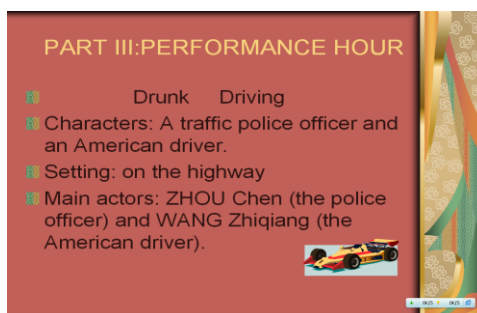 PART III:PERFORMANCE HOUR
Drunk Driving
Characters: A traffic police officer and
an American driver.
Setting: on the highway
Main actors: ZHOU Chen (the police
officer) and WANG Zhiqiang (the
American driver).